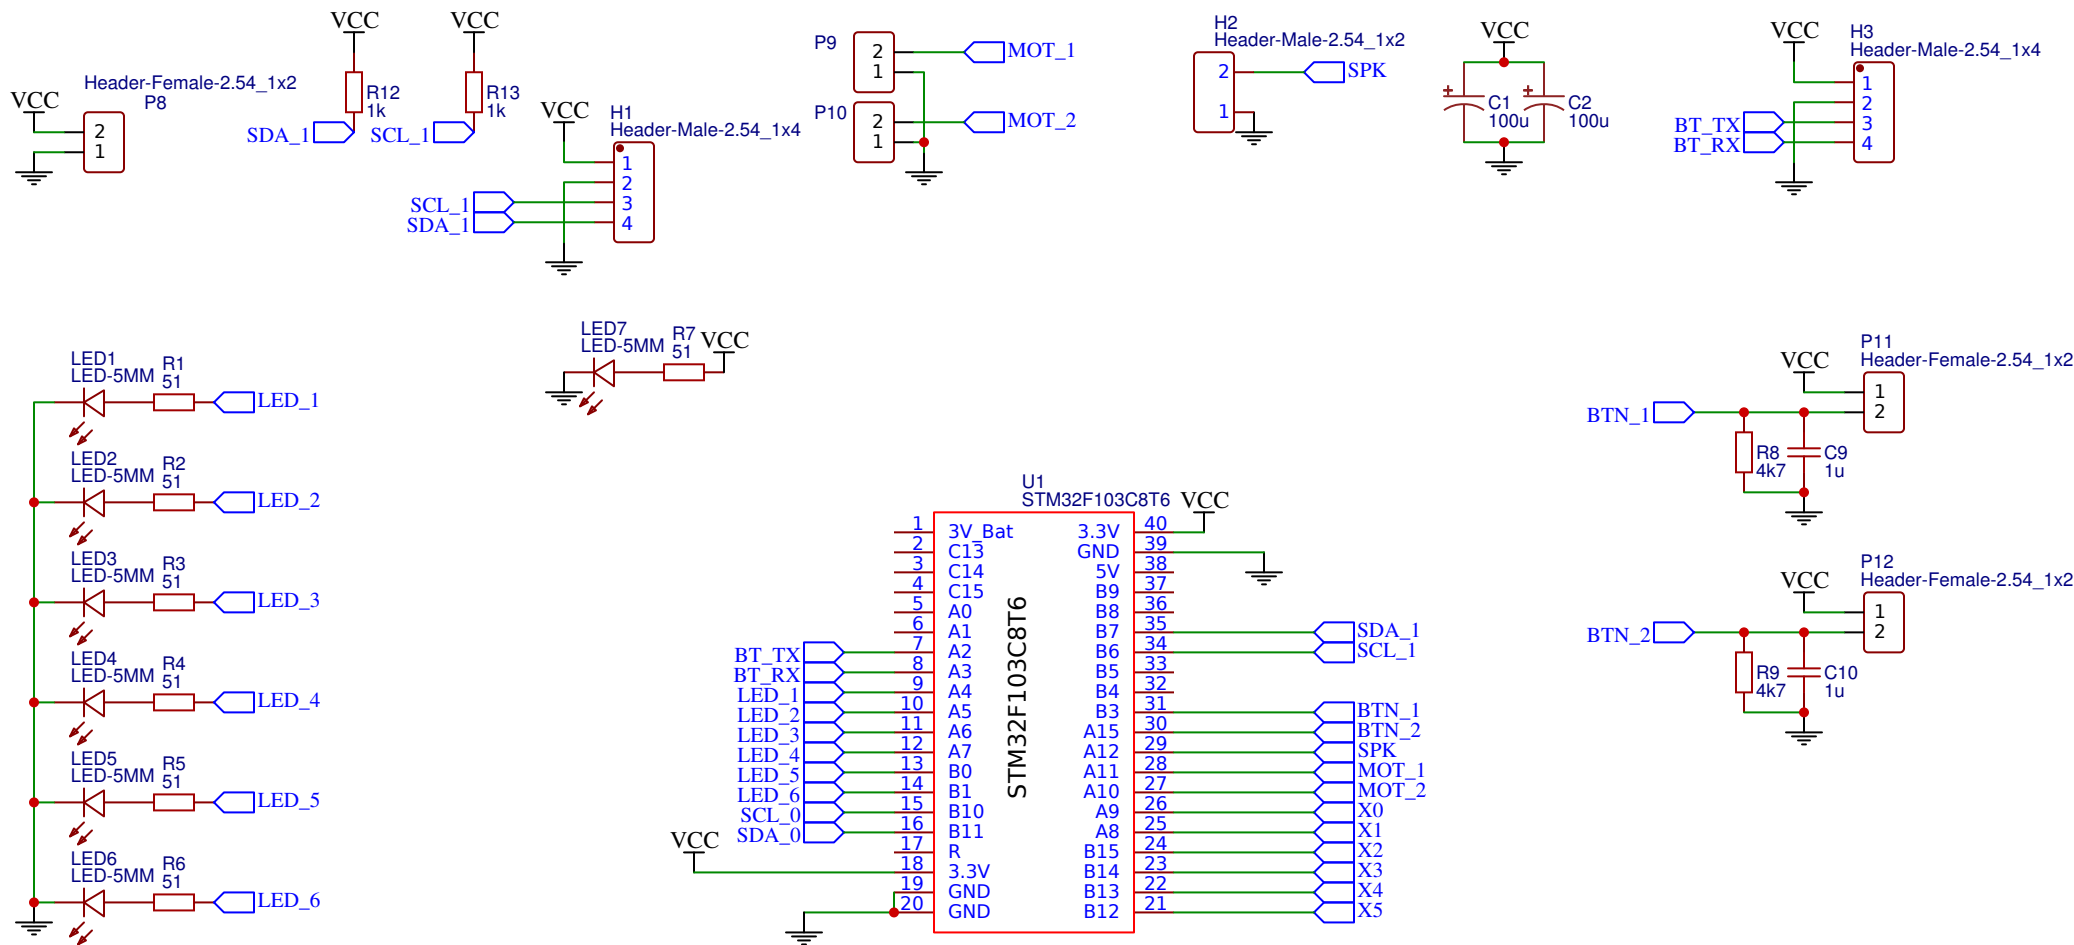 Header-Female-2.54_1x2
P8
VCC
2
1
VCC
R12
1k
SDA_1
VCC
R13
1k
SCL_1
VCC
H1
Header-Male-2.54_1x4
1
2
3
4
SCL_1
SDA_1
P9
2
1
MOT_1
P10
2
1
MOT_2
H2
Header-Male-2.54_1x2
2
1
SPK
VCC
+
C1
100u
+
C2
100u
VCC
H3
Header-Male-2.54_1x4
1
2
3
4
BT_TX
BT_RX
LED1
LED-5MM
R1
51
LED_1
LED2
LED-5MM
R2
51
LED_2
LED3
LED-5MM
R3
51
LED_3
LED4
LED-5MM
R4
51
LED_4
LED5
LED-5MM
R5
51
LED_5
LED6
LED-5MM
R6
51
LED_6
LED7
LED-5MM
R7
51
VCC
U1
STM32F103C8T6
VCC
STM32F103C8T6
1 3V_Bat
2 C13
3 C14
4 C15
5 A0
6 A1
BT_TX 7 A2
BT_RX 8 A3
LED_1 9 A4
LED_2 10 A5
LED_3 11 A6
LED_4 12 A7
LED_5 13 B0
LED_6 14 B1
SCL_0 15 B10
SDA_0 16 B11
17 R
VCC
18 3.3V
19 GND
20 GND
3.3V 40
GND 39
5V 38
B9 37
B8 36
B7 35 SDA_1
B6 34 SCL_1
B5 33
B4 32
B3 31 BTN_1
A15 30 BTN_2
A12 29 SPK
A11 28 MOT_1
A10 27 MOT_2
A9 26 X0
A8 25 X1
B15 24 X2
B14 23 X3
B13 22 X4
B12 21 X5
P11
Header-Female-2.54_1x2
VCC
1
2
BTN_1
R8
4k7
C9
1u
P12
Header-Female-2.54_1x2
VCC
1
2
BTN_2
R9
4k7
C10
1u